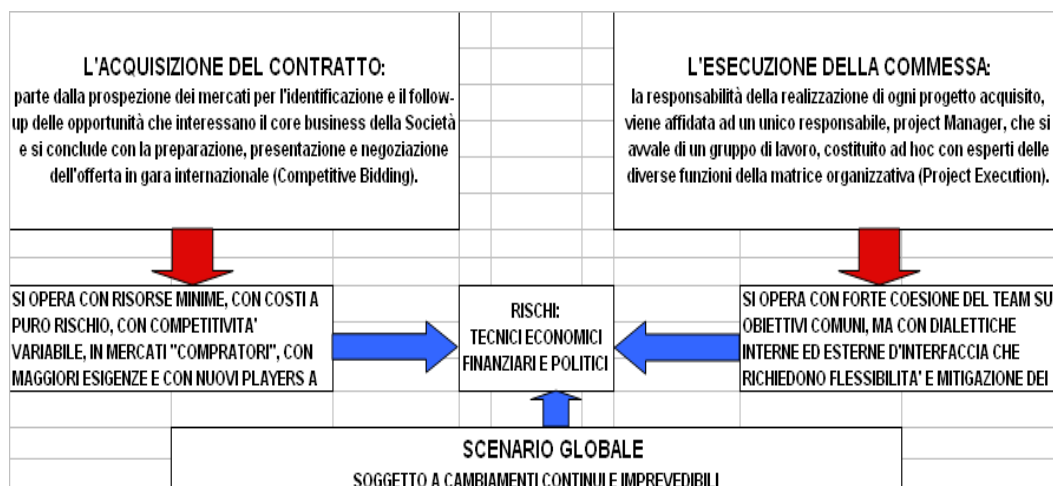 L'ACQUISIZIONE DEL CONTRATTO:
parte dalla prospezione dei mercati per l'identificazione e il follow-
up delle opportunità che interessano il core business della Società
e si conclude con la preparazione, presentazione e negoziazione
dell'offerta in gara internazionale (Competitive Bidding).
L'ESECUZIONE DELLA COMMESSA:
la responsabilità della realizzazione di ogni progetto acquisito,
viene affidata ad un unico responsabile, project Manager, che si
avvale di un gruppo di lavoro, costituito ad hoc con esperti delle
diverse funzioni della matrice organizzativa (Project Execution).
SI OPERA CON RISORSE MINIME, CON COSTI A
PURO RISCHIO, CON COMPETITIVITA'
VARIABILE, IN MERCATI "COMPRATORI", CON
MAGGIORI ESIGENZE E CON NUOVI PLAYERS A
RISCHI:
TECNICI ECONOMICI
FINANZIARI E POLITICI
SI OPERA CON FORTE COESIONE DEL TEAM SU
OBIETTIVI COMUNI, MA CON DIALETTICHE
INTERNE ED ESTERNE D'INTERFACCIA CHE
RICHIEDONO FLESSIBILITA' E MITIGAZIONE DEI
SCENARIO GLOBALE
SOGGETTO A CAMBIAMENTI CONTINUI E IMPREVEDIBILI